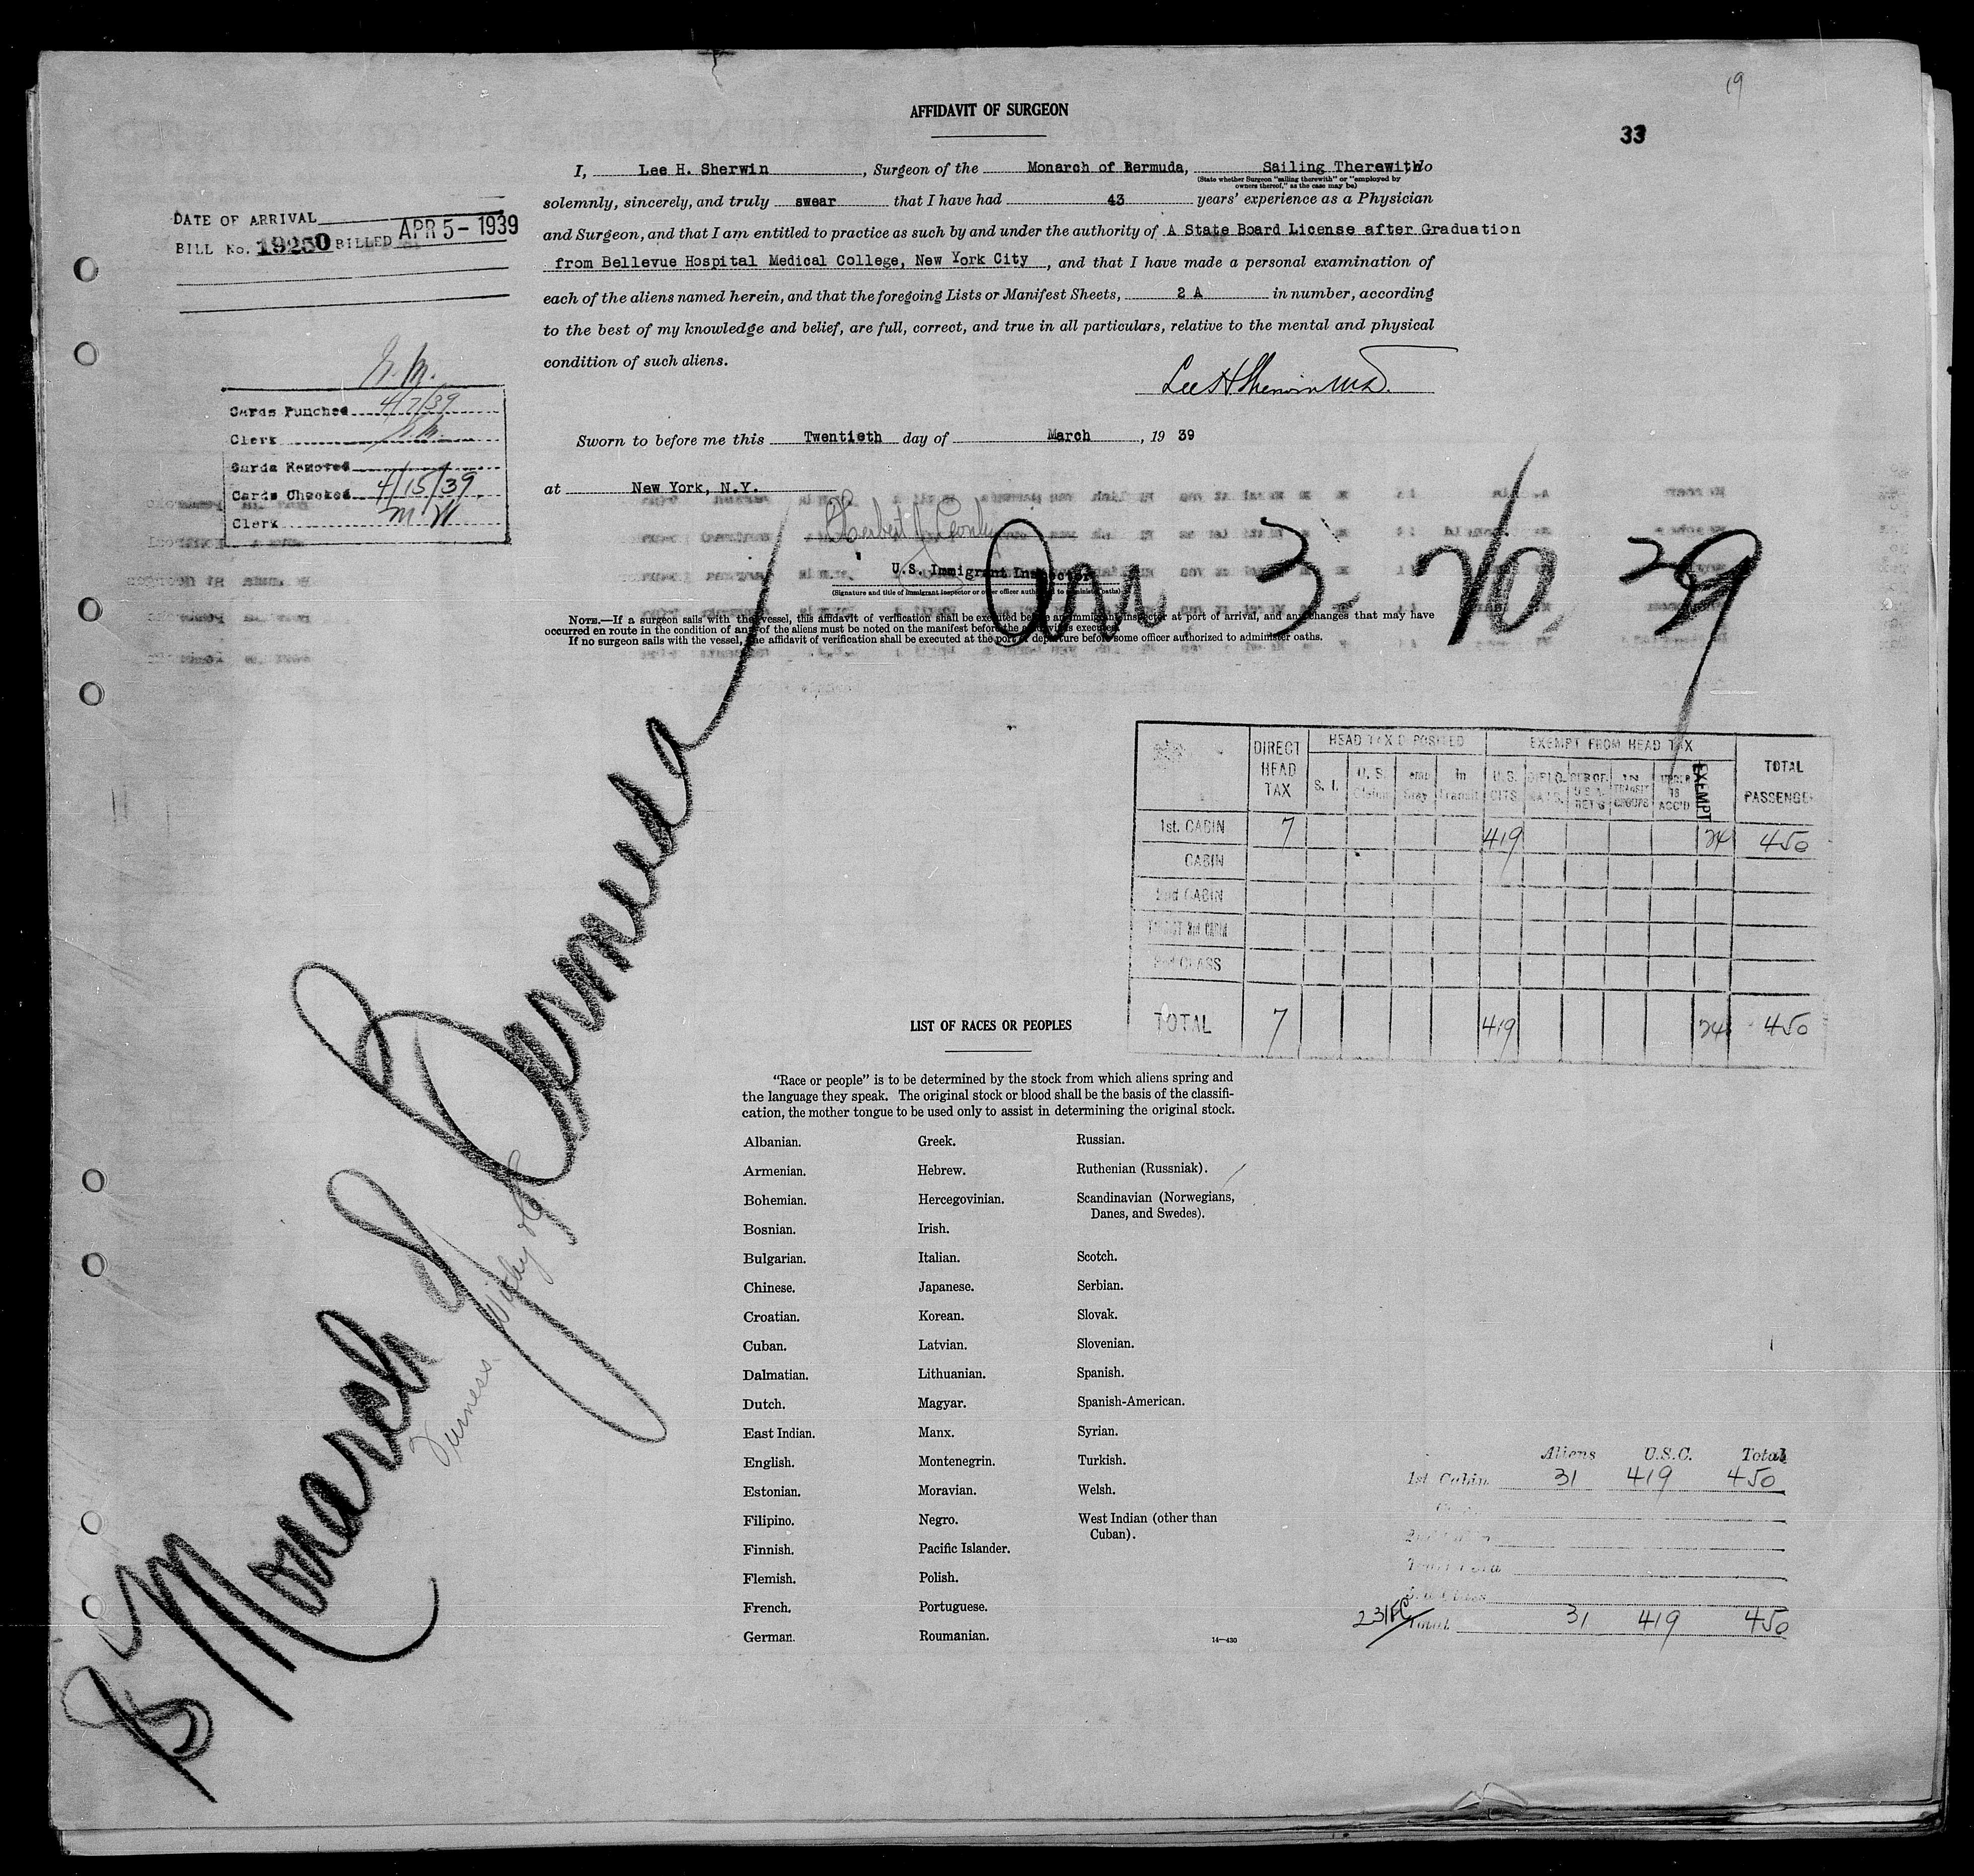 19
AFFIDAVIT OF SURGEON
33
I, Lee H. Sherwin, Surgeon of the Monarch of Bermuda, Sailing Therewith, do
(State whether Surgeon "sailing therewith" or "employed by
owners thereof," as the case may be)
solemnly, sincerely, and truly swear that I have had 43 years' experience as a Physician
and Surgeon, and that I am entitled to practice as such by and under the authority of A State Board License after Graduation
from Bellevue Hospital Medical College, New York City, and that I have made a personal examination of
each of the aliens named herein, and that the foregoing Lists or Manifest Sheets, 2 A in number, according
to the best of my knowledge and belief, are full, correct, and true in all particulars, relative to the mental and physical
condition of such aliens.
Lee H. Sherwin M.D.
Sworn to before me this Twentieth day of March, 19 39
at New York, N.Y.
U.S. Immigrant Inspector
(Signature and title of immigrant inspector or other officer authorized to administer oaths)
NOTE.—If a surgeon sails with the vessel, this affidavit of verification shall be executed before an immigrant inspector at port of arrival, and any changes that may have
occurred en route in the condition of any of the aliens must be noted on the manifest before the affidavit is executed.
If no surgeon sails with the vessel, the affidavit of verification shall be executed at the port of departure before some officer authorized to administer oaths.
DATE OF ARRIVAL
BILL No. 19250 BILLED APR 5-1939
Cards Punched 4/7/39
Clerk
Cards Removed
Cards Checked 4/15/39
Clerk
Arr 3. 20. 39
SS Monarch of Bermuda
Furness Withy
DIRECT HEAD TAX
HEAD TAX DEPOSITED
EXEMPT FROM HEAD TAX
TOTAL PASSENGE
S. I.
U. S.
In Transit
U.S. CITS.
IN TRANSIT GROUPS
UNDER 16 ACC'D
EXEMPT
1st. CABIN 7 419 24 450
CABIN
2nd CABIN
CLASS
TOTAL 7 419 24 450
LIST OF RACES OR PEOPLES
"Race or people" is to be determined by the stock from which aliens spring and
the language they speak. The original stock or blood shall be the basis of the classifi-
cation, the mother tongue to be used only to assist in determining the original stock.
Albanian.
Armenian.
Bohemian.
Bosnian.
Bulgarian.
Chinese.
Croatian.
Cuban.
Dalmatian.
Dutch.
East Indian.
English.
Estonian.
Filipino.
Finnish.
Flemish.
French.
German.
Greek.
Hebrew.
Hercegovinian.
Irish.
Italian.
Japanese.
Korean.
Latvian.
Lithuanian.
Magyar.
Manx.
Montenegrin.
Moravian.
Negro.
Pacific Islander.
Polish.
Portuguese.
Roumanian.
Russian.
Ruthenian (Russniak).
Scandinavian (Norwegians,
Danes, and Swedes).
Scotch.
Serbian.
Slovak.
Slovenian.
Spanish.
Spanish-American.
Syrian.
Turkish.
Welsh.
West Indian (other than
Cuban).
14—430
Aliens U.S.C. Total
1st. Cabin 31 419 450
Total 31 419 450